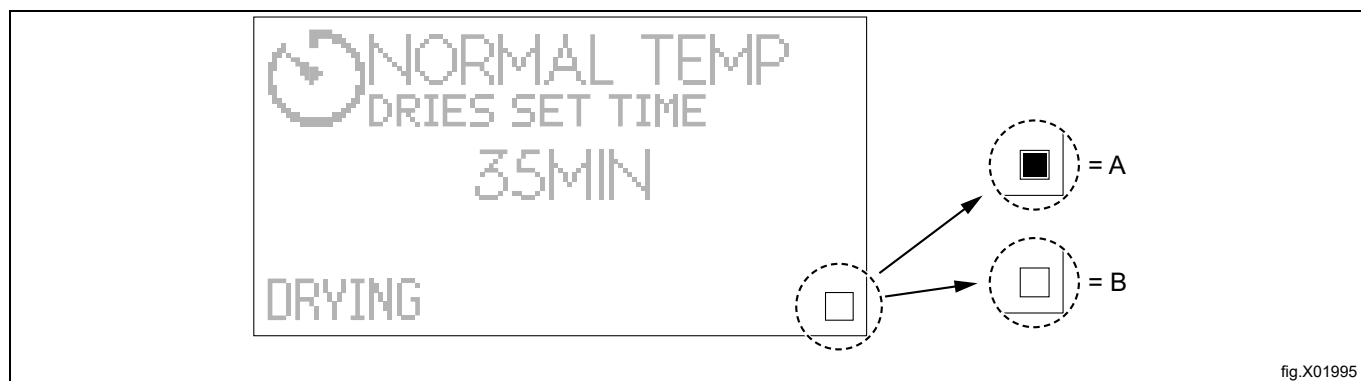 NORMAL TEMP
DRIES SET TIME
35MIN
DRYING
= A
= B
fig.X01995